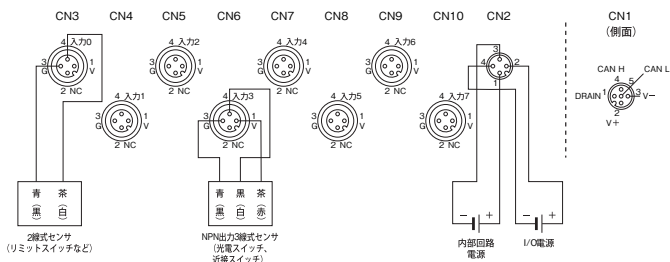 CN3 CN4 CN5 CN6 CN7 CN8 CN9 CN10 CN2 CN1
(側面)
4 入力0
3
G
1
V
2 NC
4 入力1
3
G
1
V
2 NC
4 入力2
3
G
1
V
2 NC
4 入力3
3
G
1
V
2 NC
4 入力4
3
G
1
V
2 NC
4 入力5
3
G
1
V
2 NC
4 入力6
3
G
1
V
2 NC
4 入力7
3
G
1
V
2 NC
3
4 2
1
CAN H CAN L
4 5
DRAIN 1 3 V−
2
V+
青 茶
(黒) (白)
2線式センサ
(リミットスイッチなど)
青 黒 茶
(黒) (白) (赤)
NPN出力3線式センサ
(光電スイッチ、
近接スイッチ)
− +
内部回路
電源
− +
I/O電源